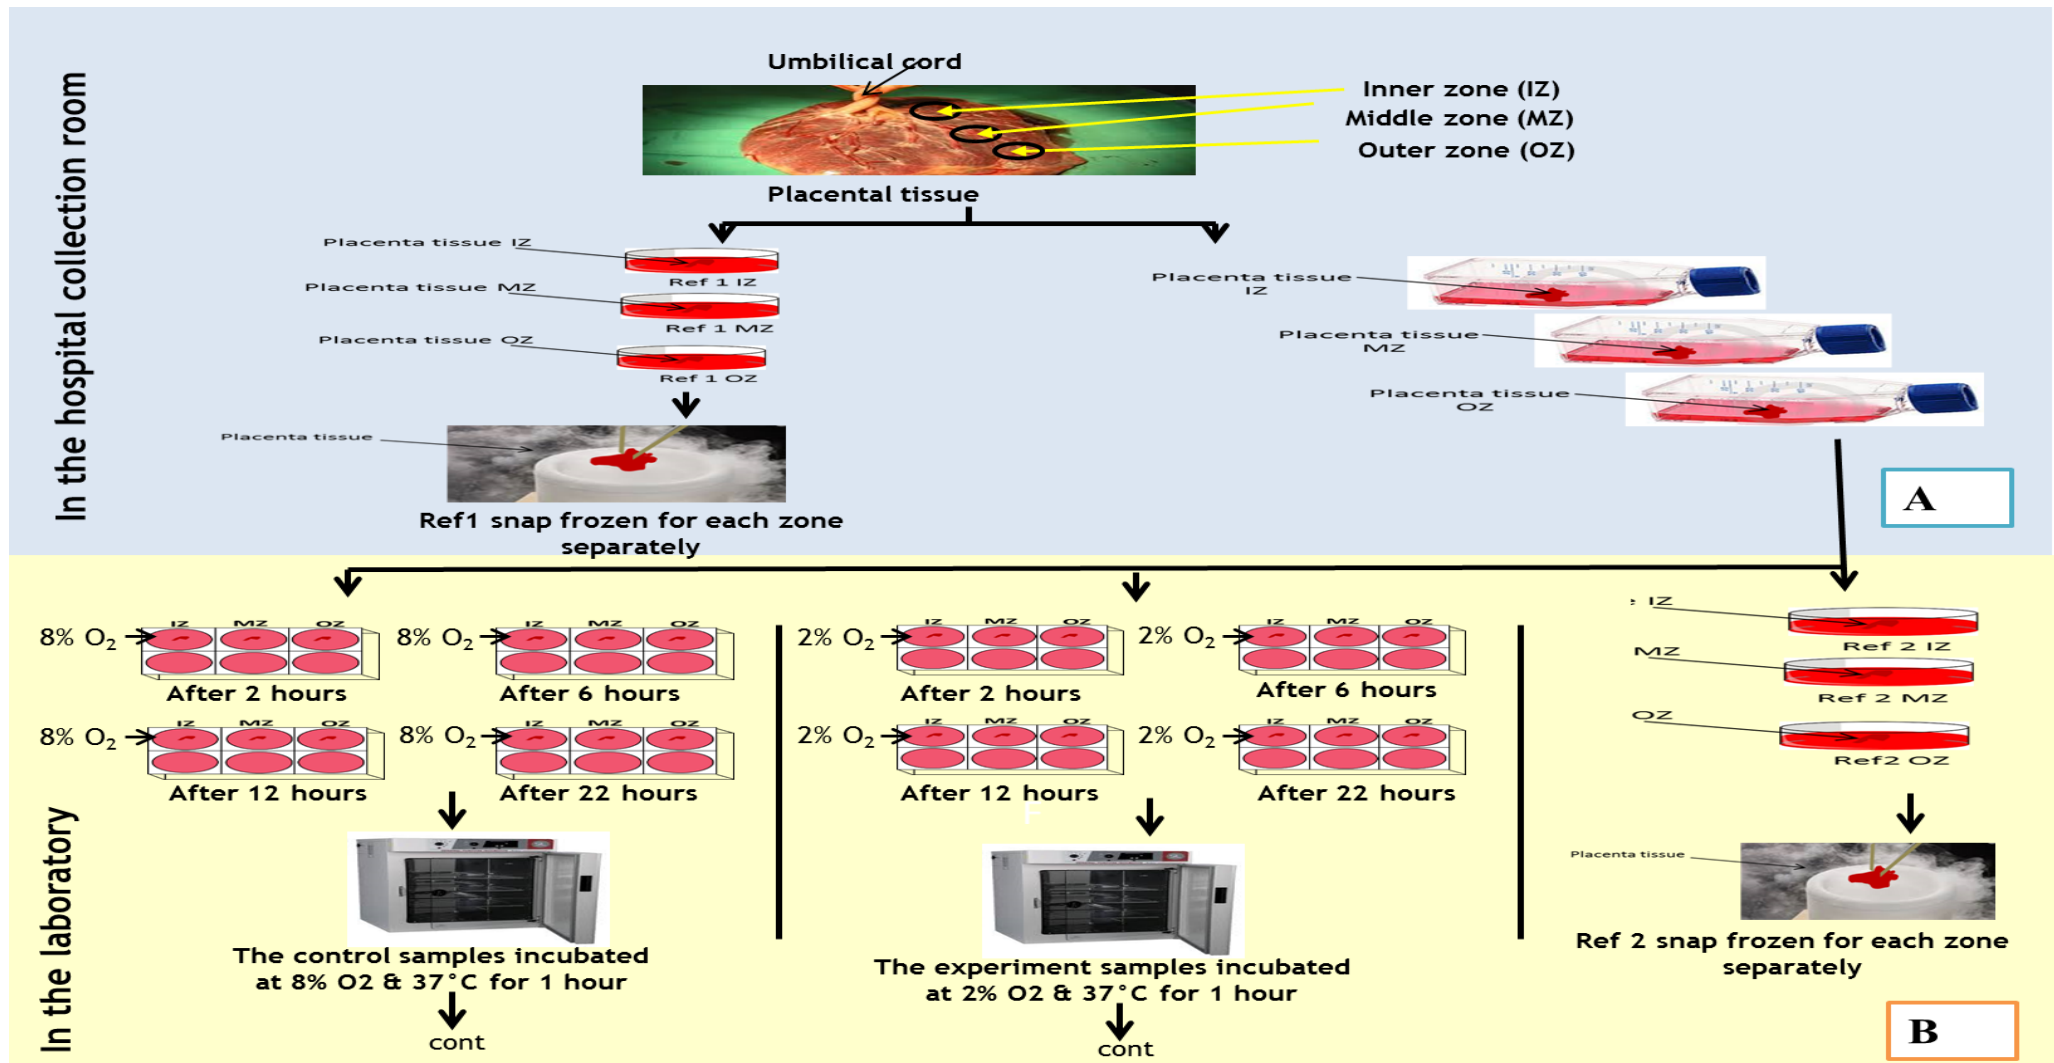 In the hospital collection room
Umbilical cord
Inner zone (IZ)
Middle zone (MZ)
Outer zone (OZ)
Placental tissue
Placenta tissue IZ
Ref 1 IZ
Placenta tissue MZ
Ref 1 MZ
Placenta tissue OZ
Ref 1 OZ
Placenta tissue
IZ
Placenta tissue
MZ
Placenta tissue
OZ
Placenta tissue
Ref1 snap frozen for each zone
separately
A
In the laboratory
8% O2
IZ MZ OZ
After 2 hours
8% O2
IZ MZ OZ
After 6 hours
8% O2
IZ MZ OZ
After 12 hours
8% O2
IZ MZ OZ
After 22 hours
The control samples incubated
at 8% O2 & 37°C for 1 hour
cont
2% O2
IZ MZ OZ
After 2 hours
2% O2
IZ MZ OZ
After 6 hours
2% O2
IZ MZ OZ
After 12 hours
F
2% O2
IZ MZ OZ
After 22 hours
The experiment samples incubated
at 2% O2 & 37°C for 1 hour
cont
IZ
Ref 2 IZ
MZ
Ref 2 MZ
OZ
Ref2 OZ
Placenta tissue
Ref 2 snap frozen for each zone
separately
B